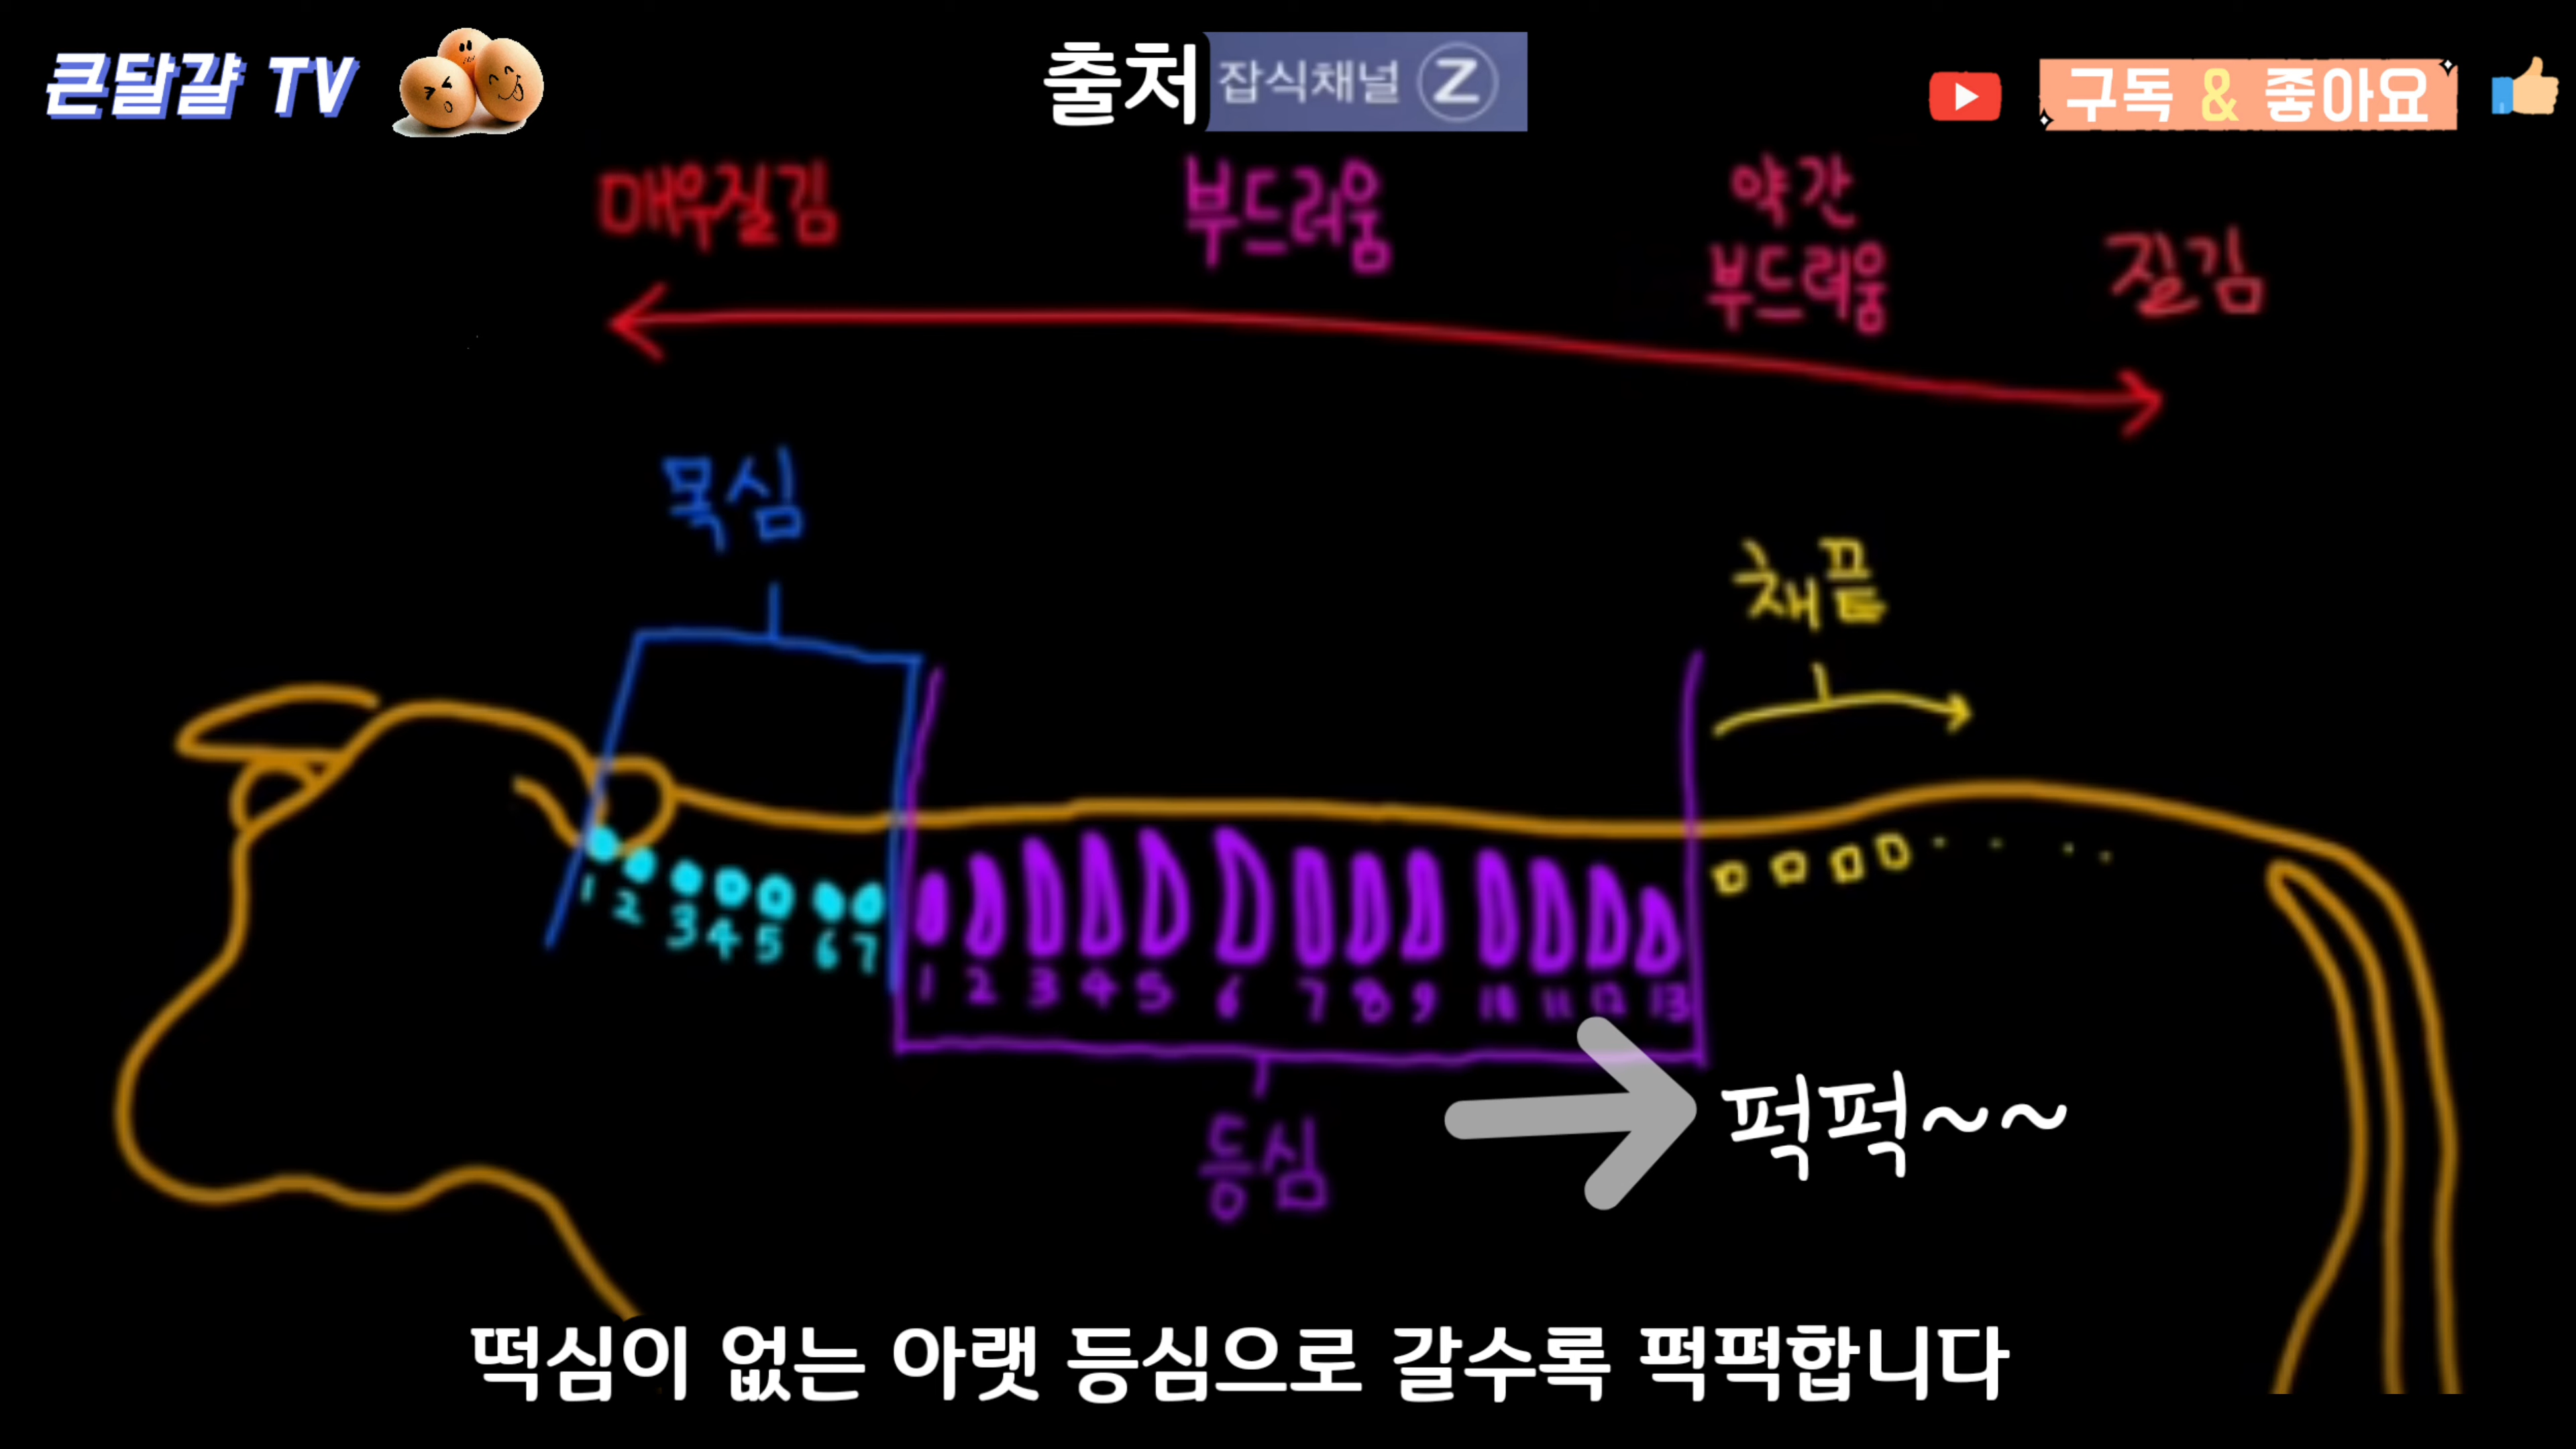 큰달걀 TV
출처 잡식채널 Z
구독 & 좋아요
매우질김
부드러움
약간
부드러움
질김
목심
채끝
1 2 3 4 5 6 7
1 2 3 4 5 6 7 8 9 10 11 12 13
등심
퍽퍽~~
떡심이 없는 아랫 등심으로 갈수록 퍽퍽합니다